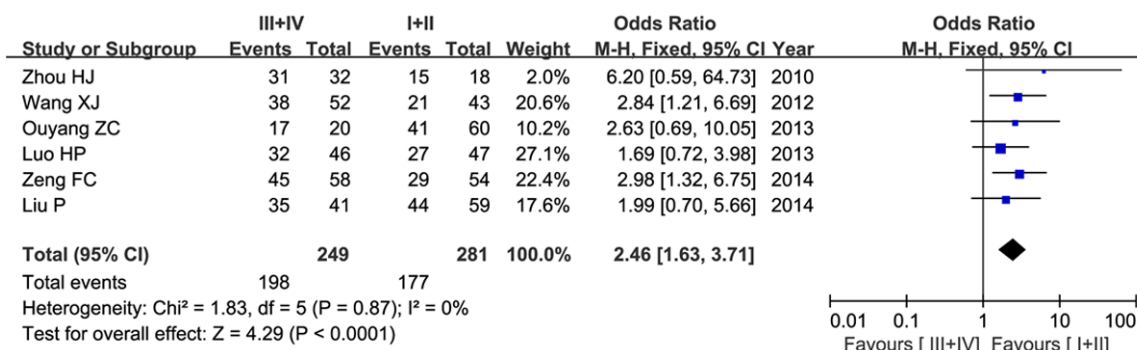 III+IV I+II Odds Ratio Odds Ratio
Study or Subgroup Events Total Events Total Weight M-H, Fixed, 95% CI Year M-H, Fixed, 95% CI
Zhou HJ 31 32 15 18 2.0% 6.20 [0.59, 64.73] 2010
Wang XJ 38 52 21 43 20.6% 2.84 [1.21, 6.69] 2012
Ouyang ZC 17 20 41 60 10.2% 2.63 [0.69, 10.05] 2013
Luo HP 32 46 27 47 27.1% 1.69 [0.72, 3.98] 2013
Zeng FC 45 58 29 54 22.4% 2.98 [1.32, 6.75] 2014
Liu P 35 41 44 59 17.6% 1.99 [0.70, 5.66] 2014
Total (95% CI) 249 281 100.0% 2.46 [1.63, 3.71]
Total events 198 177
Heterogeneity: Chi² = 1.83, df = 5 (P = 0.87); I² = 0%
Test for overall effect: Z = 4.29 (P < 0.0001)
0.01 0.1 1 10 100
Favours [ III+IV] Favours [ I+II]